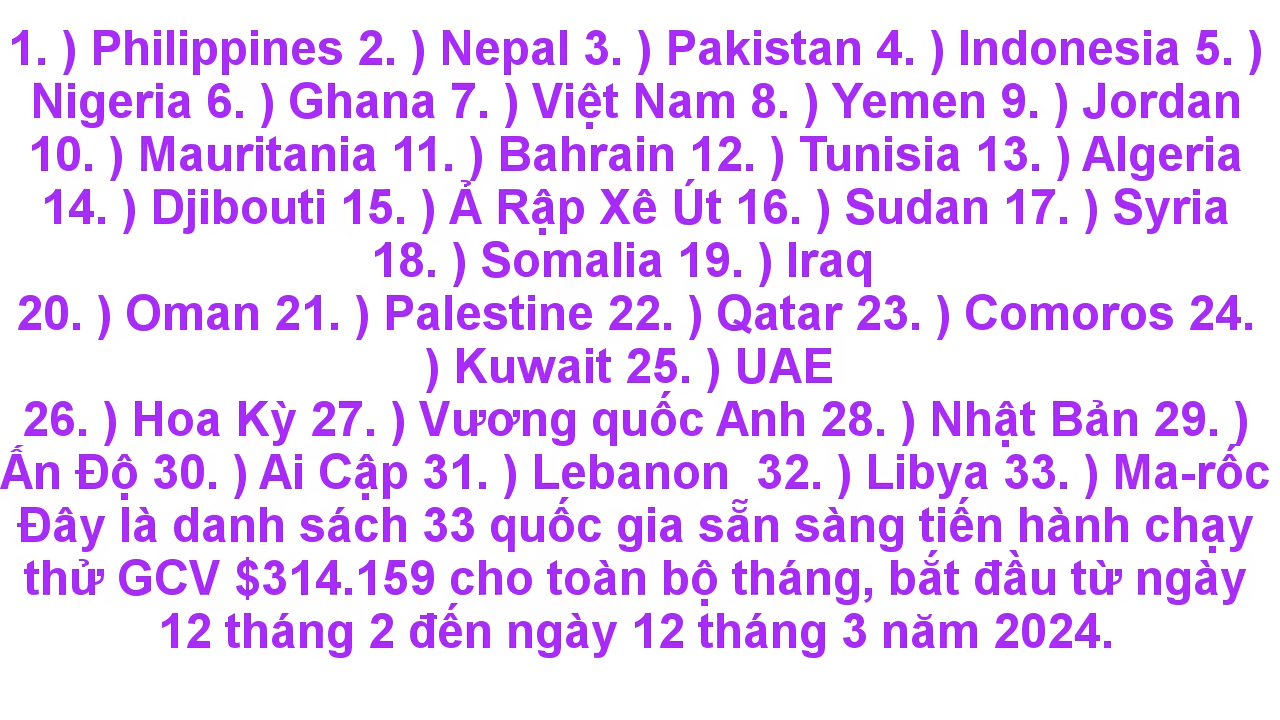 1. ) Philippines 2. ) Nepal 3. ) Pakistan 4. ) Indonesia 5. )
Nigeria 6. ) Ghana 7. ) Việt Nam 8. ) Yemen 9. ) Jordan
10. ) Mauritania 11. ) Bahrain 12. ) Tunisia 13. ) Algeria
14. ) Djibouti 15. ) Ả Rập Xê Út 16. ) Sudan 17. ) Syria
18. ) Somalia 19. ) Iraq
20. ) Oman 21. ) Palestine 22. ) Qatar 23. ) Comoros 24.
) Kuwait 25. ) UAE
26. ) Hoa Kỳ 27. ) Vương quốc Anh 28. ) Nhật Bản 29. )
Ấn Độ 30. ) Ai Cập 31. ) Lebanon  32. ) Libya 33. ) Ma-rốc
Đây là danh sách 33 quốc gia sẵn sàng tiến hành chạy
thử GCV $314.159 cho toàn bộ tháng, bắt đầu từ ngày
12 tháng 2 đến ngày 12 tháng 3 năm 2024.